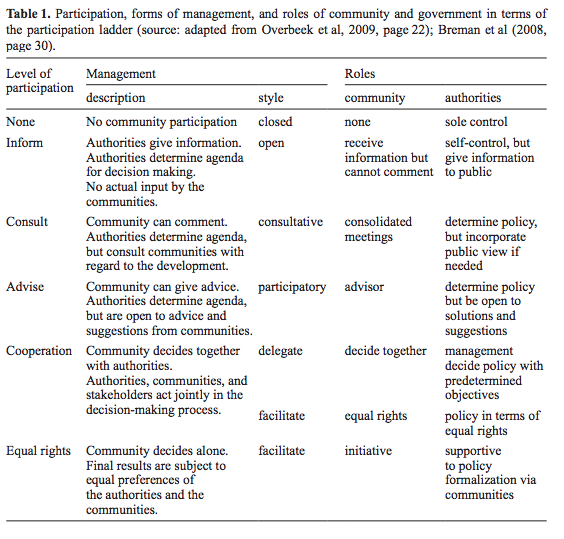 Table 1. Participation, forms of management, and roles of community and government in terms of
the participation ladder (source: adapted from Overbeek et al, 2009, page 22); Breman et al (2008,
page 30).
Level of participation Management Roles
description style community authorities
None No community participation closed none sole control
Inform Authorities give information. open receive self-control, but
Authorities determine agenda information but give information
for decision making. cannot comment to public
No actual input by the
communities.
Consult Community can comment. consultative consolidated determine policy,
Authorities determine agenda, meetings but incorporate
but consult communities with public view if
regard to the development. needed
Advise Community can give advice. participatory advisor determine policy
Authorities determine agenda, but be open to
but are open to advice and solutions and
suggestions from communities. suggestions
Cooperation Community decides together delegate decide together management
with authorities. decide policy with
Authorities, communities, and predetermined
stakeholders act jointly in the objectives
decision-making process.
facilitate equal rights policy in terms of
equal rights
Equal rights Community decides alone. facilitate initiative supportive
Final results are subject to to policy
equal preferences of formalization via
the authorities and the communities
communities.